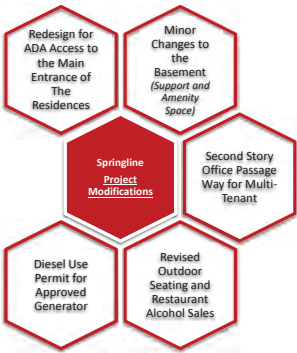 Redesign for
ADA Access to
the Main
Entrance of
The
Residences
Minor
Changes to
the
Basement
(Support and
Amenity
Space)
Springline
Project
Modifications
Second Story
Office Passage
Way for Multi-
Tenant
Diesel Use
Permit for
Approved
Generator
Revised
Outdoor
Seating and
Restaurant
Alcohol Sales